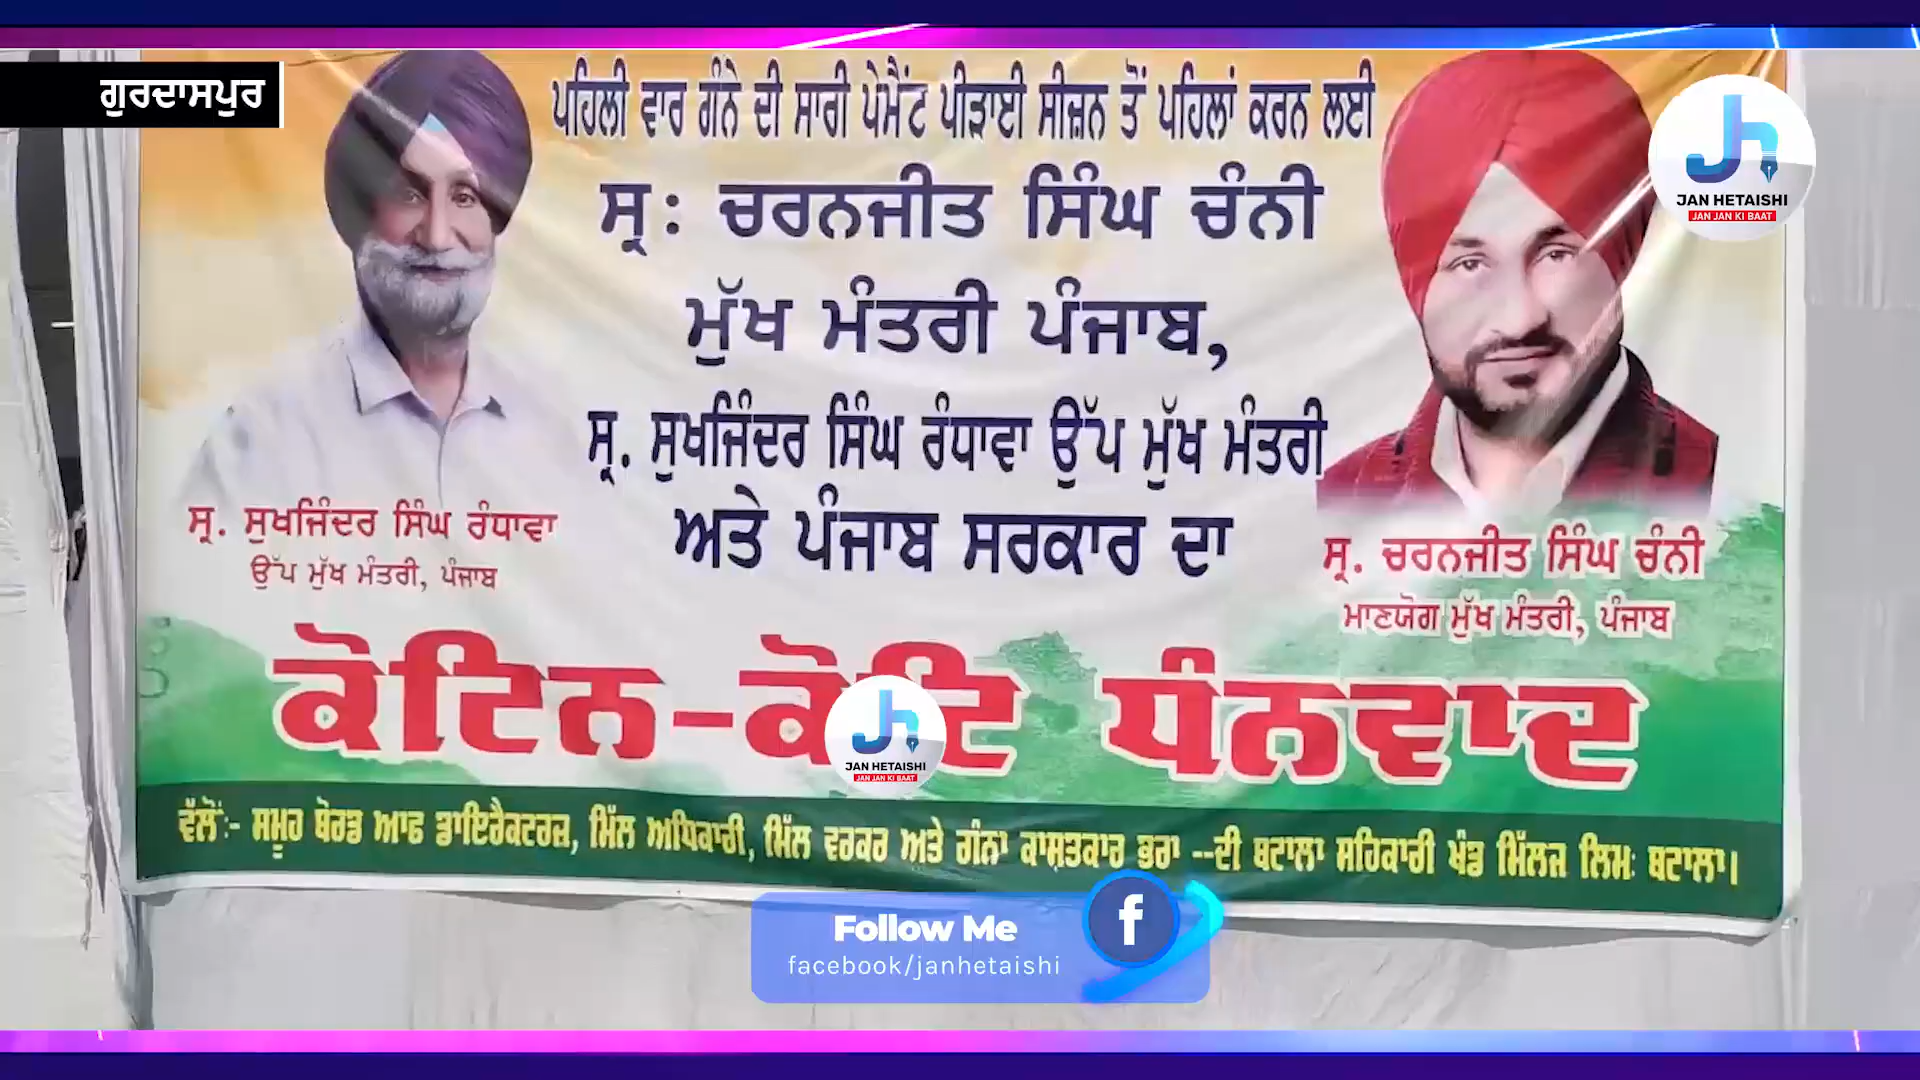 ਗੁਰਦਾਸਪੁਰ
ਪਹਿਲੀ ਵਾਰ ਗੰਨੇ ਦੀ ਸਾਰੀ ਪੇਮੈਂਟ ਪੀੜਾਈ ਸੀਜ਼ਨ ਤੋਂ ਪਹਿਲਾਂ ਕਰਨ ਲਈ
ਸ੍ਰ: ਚਰਨਜੀਤ ਸਿੰਘ ਚੰਨੀ
ਮੁੱਖ ਮੰਤਰੀ ਪੰਜਾਬ,
ਸ੍ਰ. ਸੁਖਜਿੰਦਰ ਸਿੰਘ ਰੰਧਾਵਾ ਉੱਪ ਮੁੱਖ ਮੰਤਰੀ
ਅਤੇ ਪੰਜਾਬ ਸਰਕਾਰ ਦਾ
ਸ੍ਰ. ਸੁਖਜਿੰਦਰ ਸਿੰਘ ਰੰਧਾਵਾ
ਉੱਪ ਮੁੱਖ ਮੰਤਰੀ, ਪੰਜਾਬ
ਸ੍ਰ. ਚਰਨਜੀਤ ਸਿੰਘ ਚੰਨੀ
ਮਾਣਯੋਗ ਮੁੱਖ ਮੰਤਰੀ, ਪੰਜਾਬ
ਕੋਟਿਨ-ਕੋਟਿ ਧੰਨਵਾਦ
ਵੱਲੋਂ:- ਸਮੂਹ ਬੋਰਡ ਆਫ ਡਾਇਰੈਕਟਰਜ਼, ਮਿੱਲ ਅਧਿਕਾਰੀ, ਮਿੱਲ ਵਰਕਰ ਅਤੇ ਗੰਨਾ ਕਾਸ਼ਤਕਾਰ ਭਰਾ --ਦੀ ਬਟਾਲਾ ਸਹਿਕਾਰੀ ਖੰਡ ਮਿੱਲਜ ਲਿਮ: ਬਟਾਲਾ।
JAN HETAISHI
JAN JAN KI BAAT
JAN HETAISHI
JAN JAN KI BAAT
Follow Me
facebook/janhetaishi
f